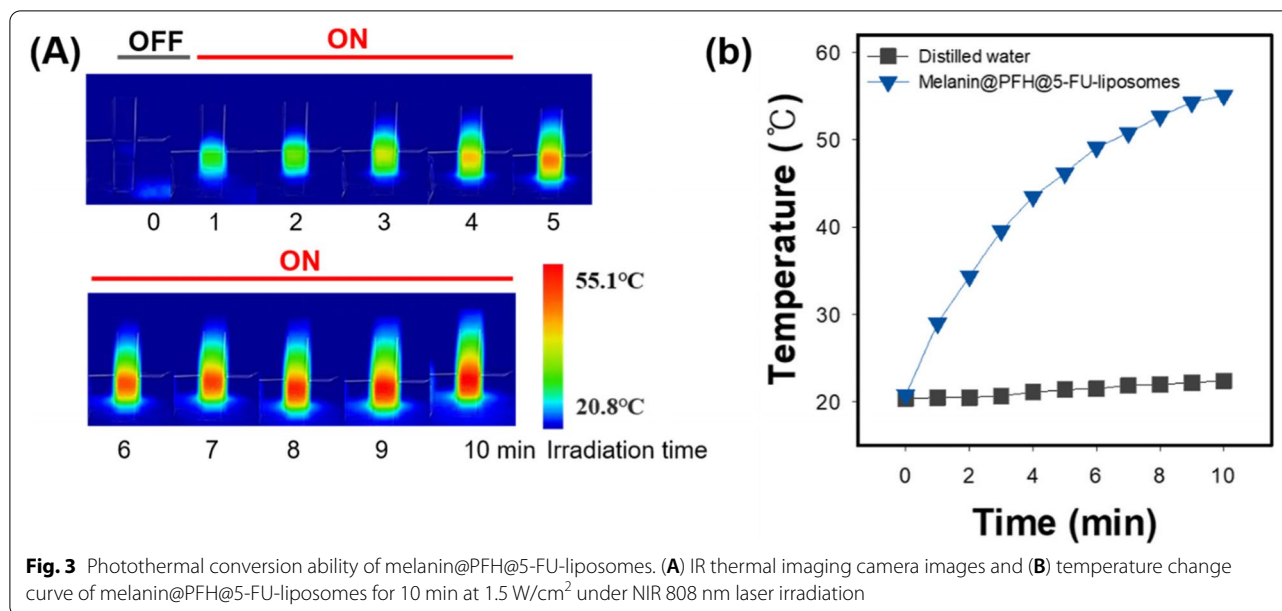 (A)
OFF
ON
0 1 2 3 4 5
ON
55.1°C
20.8°C
6 7 8 9 10 min Irradiation time
(b)
60
50
40
30
20
Temperature (℃)
Distilled water
Melanin@PFH@5-FU-liposomes
0 2 4 6 8 10
Time (min)
Fig. 3 Photothermal conversion ability of melanin@PFH@5-FU-liposomes. (A) IR thermal imaging camera images and (B) temperature change
curve of melanin@PFH@5-FU-liposomes for 10 min at 1.5 W/cm² under NIR 808 nm laser irradiation